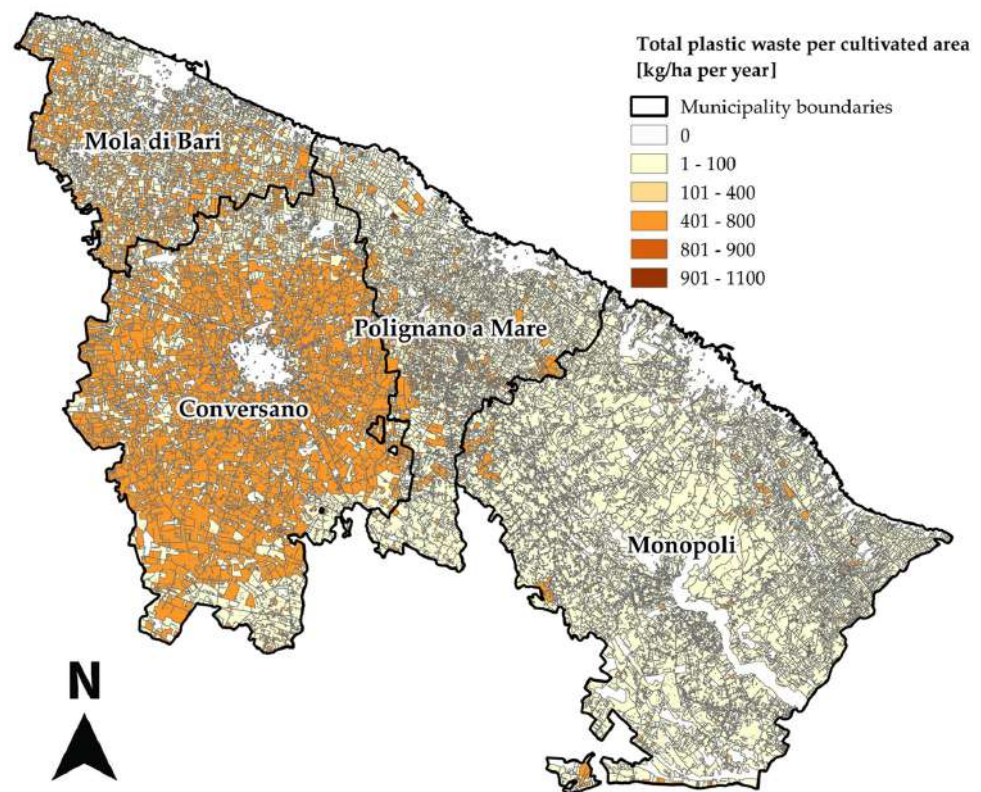 Total plastic waste per cultivated area
[kg/ha per year]
Municipality boundaries
0
1 - 100
101 - 400
401 - 800
801 - 900
901 - 1100
Mola di Bari
Polignano a Mare
Conversano
Monopoli
N